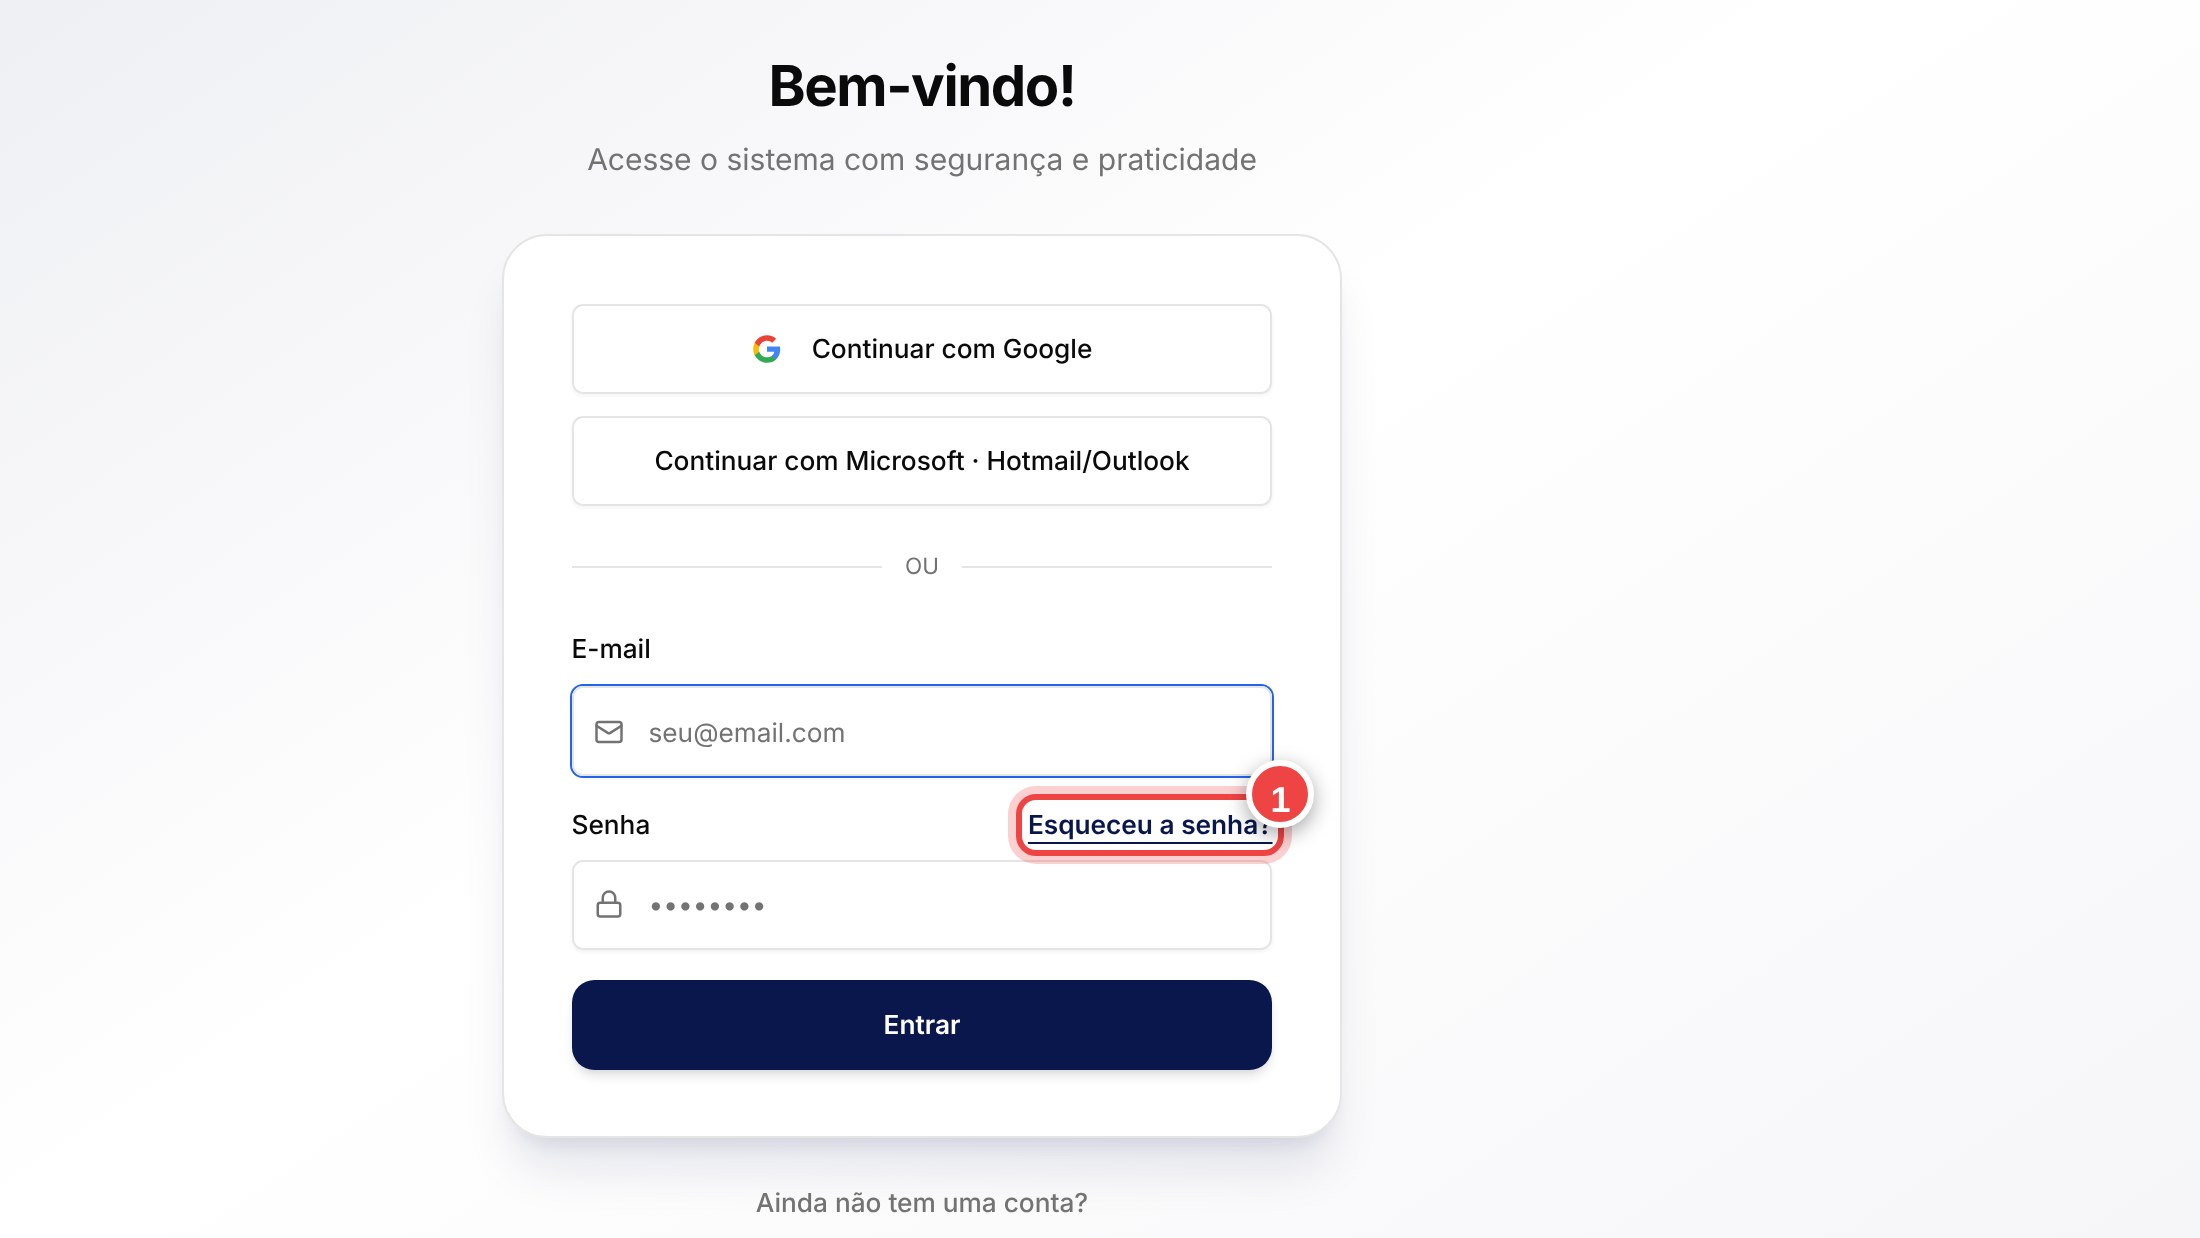 Bem-vindo!
Acesse o sistema com segurança e praticidade
Continuar com Google
Continuar com Microsoft · Hotmail/Outlook
OU
E-mail
seu@email.com
1
Senha
Esqueceu a senha?
••••••••
Entrar
Ainda não tem uma conta?